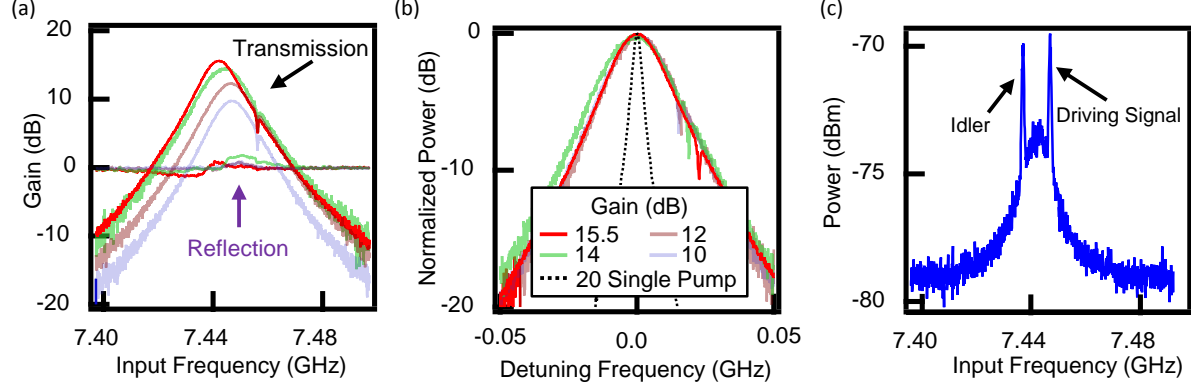 (a)
20
10
0
-10
-20
Gain (dB)
Transmission
Reflection
7.40
7.44
7.48
Input Frequency (GHz)
(b)
0
-10
-20
Normalized Power (dB)
Gain (dB)
15.5
12
14
10
20 Single Pump
-0.05
0.0
0.05
Detuning Frequency (GHz)
(c)
-70
-75
-80
Power (dBm)
Idler
Driving Signal
7.40
7.44
7.48
Input Frequency (GHz)